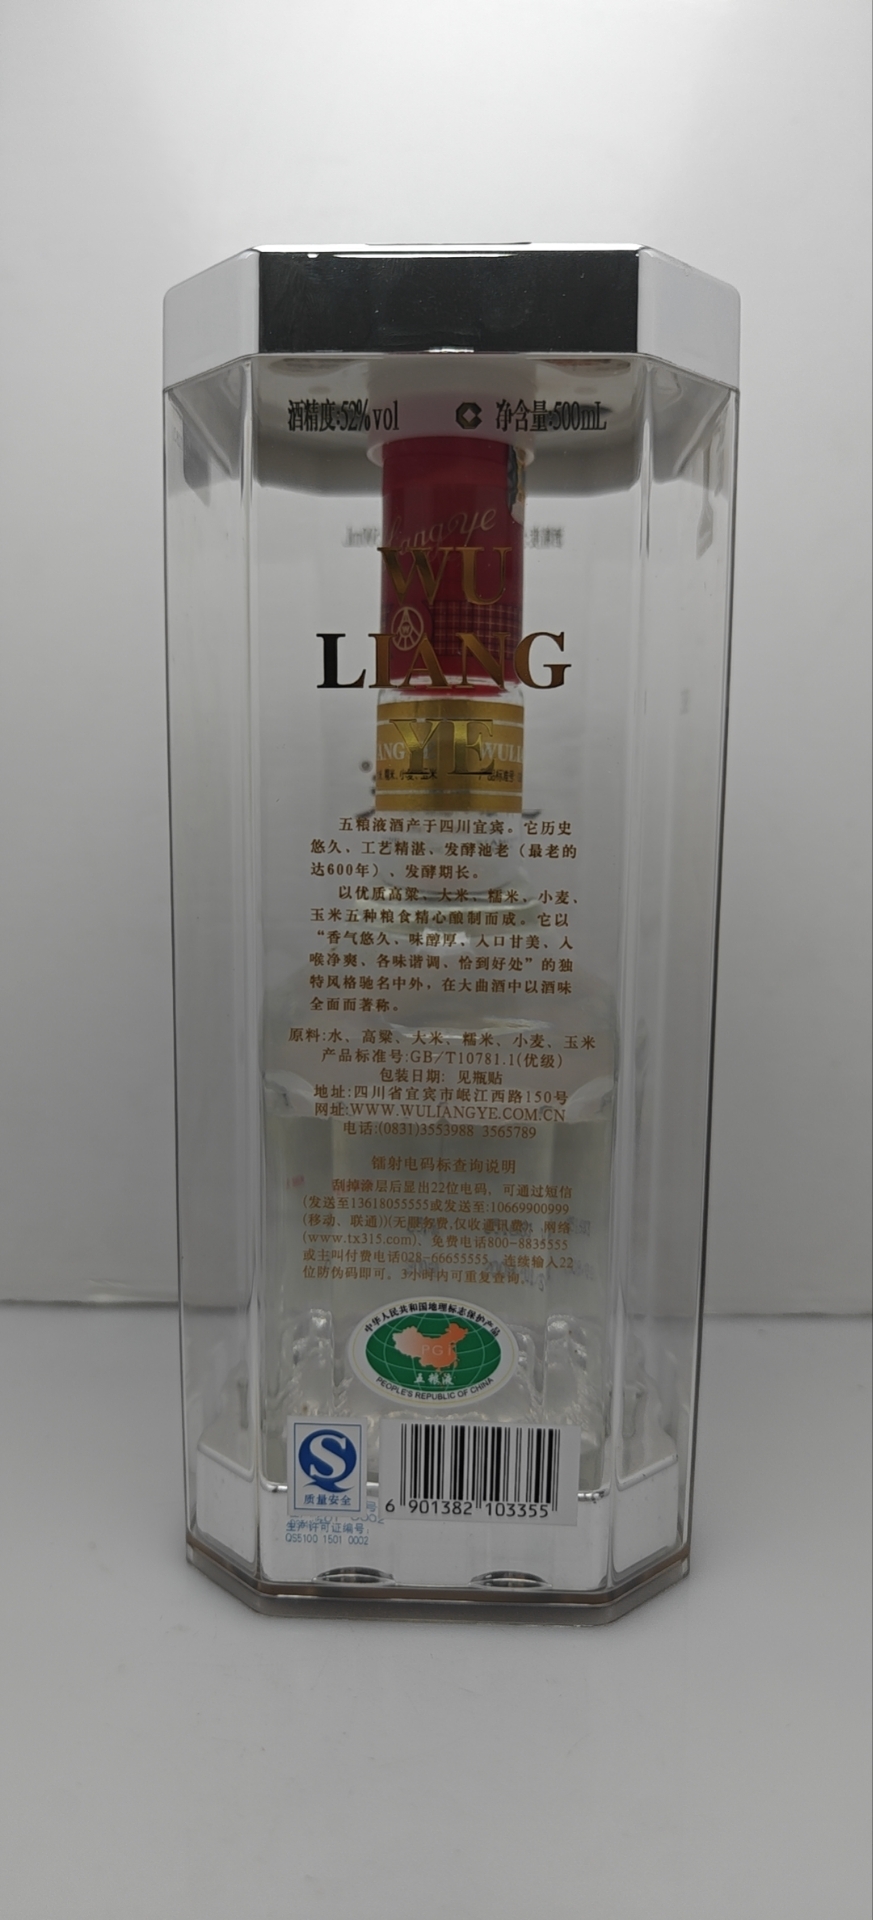 酒精度:52%vol 净含量:500mL
WU
LIANG
YE
五粮液酒产于四川宜宾。它历史
悠久、工艺精湛、发酵池老（最老的
达600年）、发酵期长。
以优质高粱、大米、糯米、小麦、
玉米五种粮食精心酿制而成。它以
“香气悠久、味醇厚、入口甘美、入
喉净爽、各味谐调、恰到好处”的独
特风格驰名中外，在大曲酒中以酒味
全面而著称。
原料:水、高粱、大米、糯米、小麦、玉米
产品标准号:GB/T10781.1(优级)
包装日期: 见瓶贴
地址:四川省宜宾市岷江西路150号
网址:WWW.WULIANGYE.COM.CN
电话:(0831)3553988 3565789
镭射电码标查询说明
刮掉涂层后显出22位电码，可通过短信
(发送至13618055555或发送至:10669900999
(移动、联通))(无服务费,仅收通讯费)、网络
(www.tx315.com)、免费电话800-8835555
或主叫付费电话028-66655555，连续输入22
位防伪码即可。3小时内可重复查询。
中华人民共和国地理标志保护产品
PGI
五粮液
PEOPLE'S REPUBLIC OF CHINA
质量安全
6 901382 103355
生产许可证编号:
QS5100 1501 0002